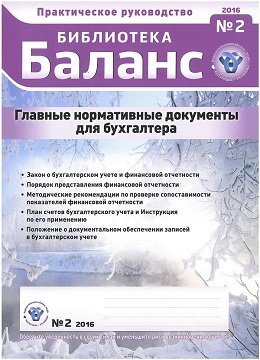 Практическое руководство
2016
№2
БИБЛИОТЕКА
Баланс
Главные нормативные документы
для бухгалтера
• Закон о бухгалтерском учете и финансовой отчетности
• Порядок представления финансовой отчетности
• Методические рекомендации по проверке сопоставимости
показателей финансовой отчетности
• План счетов бухгалтерского учета и Инструкция
по его применению
• Положение о документальном обеспечении записей
в бухгалтерском учете
№2 2016